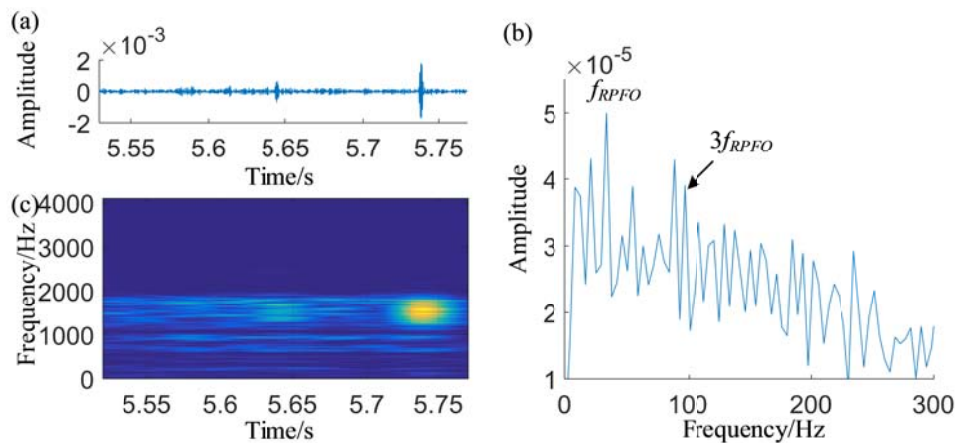 (a)
×10⁻³
Amplitude
2
0
-2
5.55 5.6 5.65 5.7 5.75
Time/s
(c)
Frequency/Hz
4000
3000
2000
1000
0
5.55 5.6 5.65 5.7 5.75
Time/s
(b)
×10⁻⁵
f_RPFO
3f_RPFO
Amplitude
5
4
3
2
1
0 100 200 300
Frequency/Hz